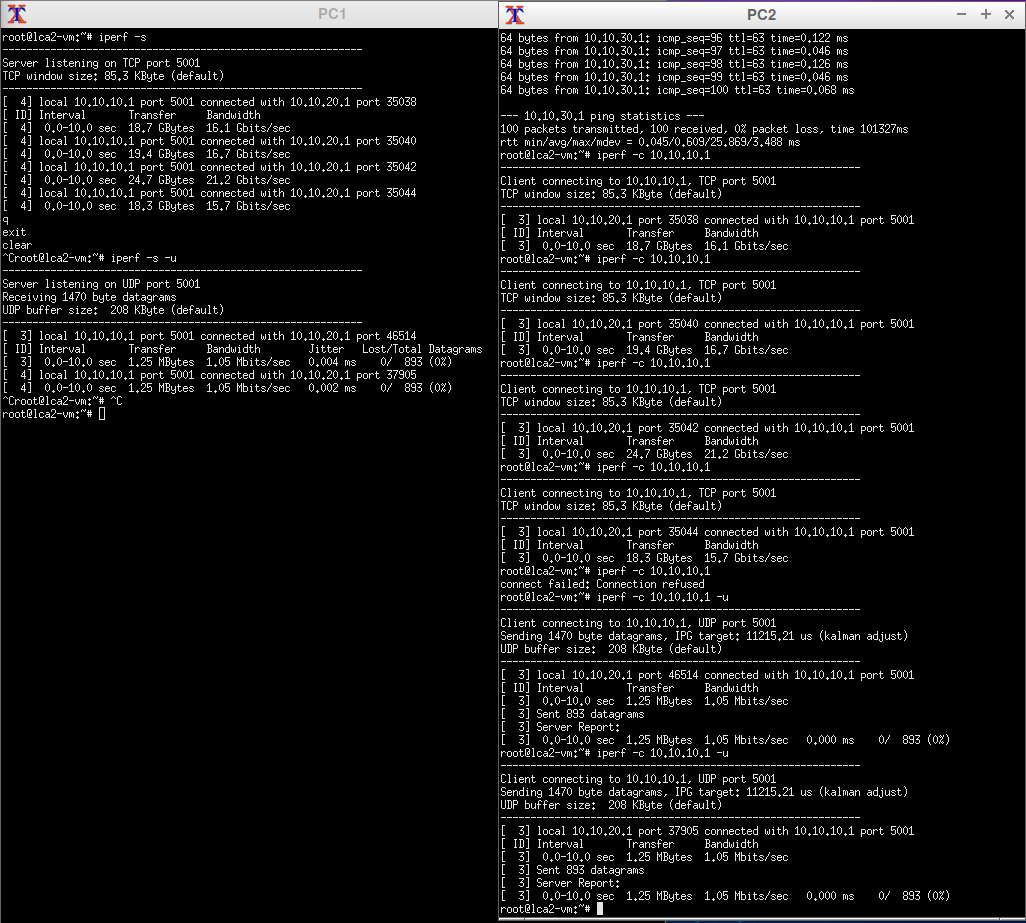 PC1
root@lca2-vm:~# iperf -s
------------------------------------------------------------
Server listening on TCP port 5001
TCP window size: 85.3 KByte (default)
------------------------------------------------------------
[  4] local 10.10.10.1 port 5001 connected with 10.10.20.1 port 35038
[ ID] Interval       Transfer     Bandwidth
[  4]  0.0-10.0 sec  18.7 GBytes  16.1 Gbits/sec
[  4] local 10.10.10.1 port 5001 connected with 10.10.20.1 port 35040
[  4]  0.0-10.0 sec  19.4 GBytes  16.7 Gbits/sec
[  4] local 10.10.10.1 port 5001 connected with 10.10.20.1 port 35042
[  4]  0.0-10.0 sec  24.7 GBytes  21.2 Gbits/sec
[  4] local 10.10.10.1 port 5001 connected with 10.10.20.1 port 35044
[  4]  0.0-10.0 sec  18.3 GBytes  15.7 Gbits/sec
q
exit
clear
^Croot@lca2-vm:~# iperf -s -u
------------------------------------------------------------
Server listening on UDP port 5001
Receiving 1470 byte datagrams
UDP buffer size:  208 KByte (default)
------------------------------------------------------------
[  3] local 10.10.10.1 port 5001 connected with 10.10.20.1 port 46514
[ ID] Interval       Transfer     Bandwidth        Jitter   Lost/Total Datagrams
[  3]  0.0-10.0 sec  1.25 MBytes  1.05 Mbits/sec   0.004 ms    0/  893 (0%)
[  4] local 10.10.10.1 port 5001 connected with 10.10.20.1 port 37905
[  4]  0.0-10.0 sec  1.25 MBytes  1.05 Mbits/sec   0.002 ms    0/  893 (0%)
^Croot@lca2-vm:~# ^C
root@lca2-vm:~#
PC2
64 bytes from 10.10.30.1: icmp_seq=96 ttl=63 time=0.122 ms
64 bytes from 10.10.30.1: icmp_seq=97 ttl=63 time=0.046 ms
64 bytes from 10.10.30.1: icmp_seq=98 ttl=63 time=0.126 ms
64 bytes from 10.10.30.1: icmp_seq=99 ttl=63 time=0.046 ms
64 bytes from 10.10.30.1: icmp_seq=100 ttl=63 time=0.068 ms
--- 10.10.30.1 ping statistics ---
100 packets transmitted, 100 received, 0% packet loss, time 101327ms
rtt min/avg/max/mdev = 0.045/0.609/25.869/3.488 ms
root@lca2-vm:~# iperf -c 10.10.10.1
------------------------------------------------------------
Client connecting to 10.10.10.1, TCP port 5001
TCP window size: 85.3 KByte (default)
------------------------------------------------------------
[  3] local 10.10.20.1 port 35038 connected with 10.10.10.1 port 5001
[ ID] Interval       Transfer     Bandwidth
[  3]  0.0-10.0 sec  18.7 GBytes  16.1 Gbits/sec
root@lca2-vm:~# iperf -c 10.10.10.1
------------------------------------------------------------
Client connecting to 10.10.10.1, TCP port 5001
TCP window size: 85.3 KByte (default)
------------------------------------------------------------
[  3] local 10.10.20.1 port 35040 connected with 10.10.10.1 port 5001
[ ID] Interval       Transfer     Bandwidth
[  3]  0.0-10.0 sec  19.4 GBytes  16.7 Gbits/sec
root@lca2-vm:~# iperf -c 10.10.10.1
------------------------------------------------------------
Client connecting to 10.10.10.1, TCP port 5001
TCP window size: 85.3 KByte (default)
------------------------------------------------------------
[  3] local 10.10.20.1 port 35042 connected with 10.10.10.1 port 5001
[ ID] Interval       Transfer     Bandwidth
[  3]  0.0-10.0 sec  24.7 GBytes  21.2 Gbits/sec
root@lca2-vm:~# iperf -c 10.10.10.1
------------------------------------------------------------
Client connecting to 10.10.10.1, TCP port 5001
TCP window size: 85.3 KByte (default)
------------------------------------------------------------
[  3] local 10.10.20.1 port 35044 connected with 10.10.10.1 port 5001
[ ID] Interval       Transfer     Bandwidth
[  3]  0.0-10.0 sec  18.3 GBytes  15.7 Gbits/sec
root@lca2-vm:~# iperf -c 10.10.10.1
connect failed: Connection refused
root@lca2-vm:~# iperf -c 10.10.10.1 -u
------------------------------------------------------------
Client connecting to 10.10.10.1, UDP port 5001
Sending 1470 byte datagrams, IPG target: 11215.21 us (kalman adjust)
UDP buffer size:  208 KByte (default)
------------------------------------------------------------
[  3] local 10.10.20.1 port 46514 connected with 10.10.10.1 port 5001
[ ID] Interval       Transfer     Bandwidth
[  3]  0.0-10.0 sec  1.25 MBytes  1.05 Mbits/sec
[  3] Sent 893 datagrams
[  3] Server Report:
[  3]  0.0-10.0 sec  1.25 MBytes  1.05 Mbits/sec   0.000 ms    0/  893 (0%)
root@lca2-vm:~# iperf -c 10.10.10.1 -u
------------------------------------------------------------
Client connecting to 10.10.10.1, UDP port 5001
Sending 1470 byte datagrams, IPG target: 11215.21 us (kalman adjust)
UDP buffer size:  208 KByte (default)
------------------------------------------------------------
[  3] local 10.10.20.1 port 37905 connected with 10.10.10.1 port 5001
[ ID] Interval       Transfer     Bandwidth
[  3]  0.0-10.0 sec  1.25 MBytes  1.05 Mbits/sec
[  3] Sent 893 datagrams
[  3] Server Report:
[  3]  0.0-10.0 sec  1.25 MBytes  1.05 Mbits/sec   0.000 ms    0/  893 (0%)
root@lca2-vm:~#